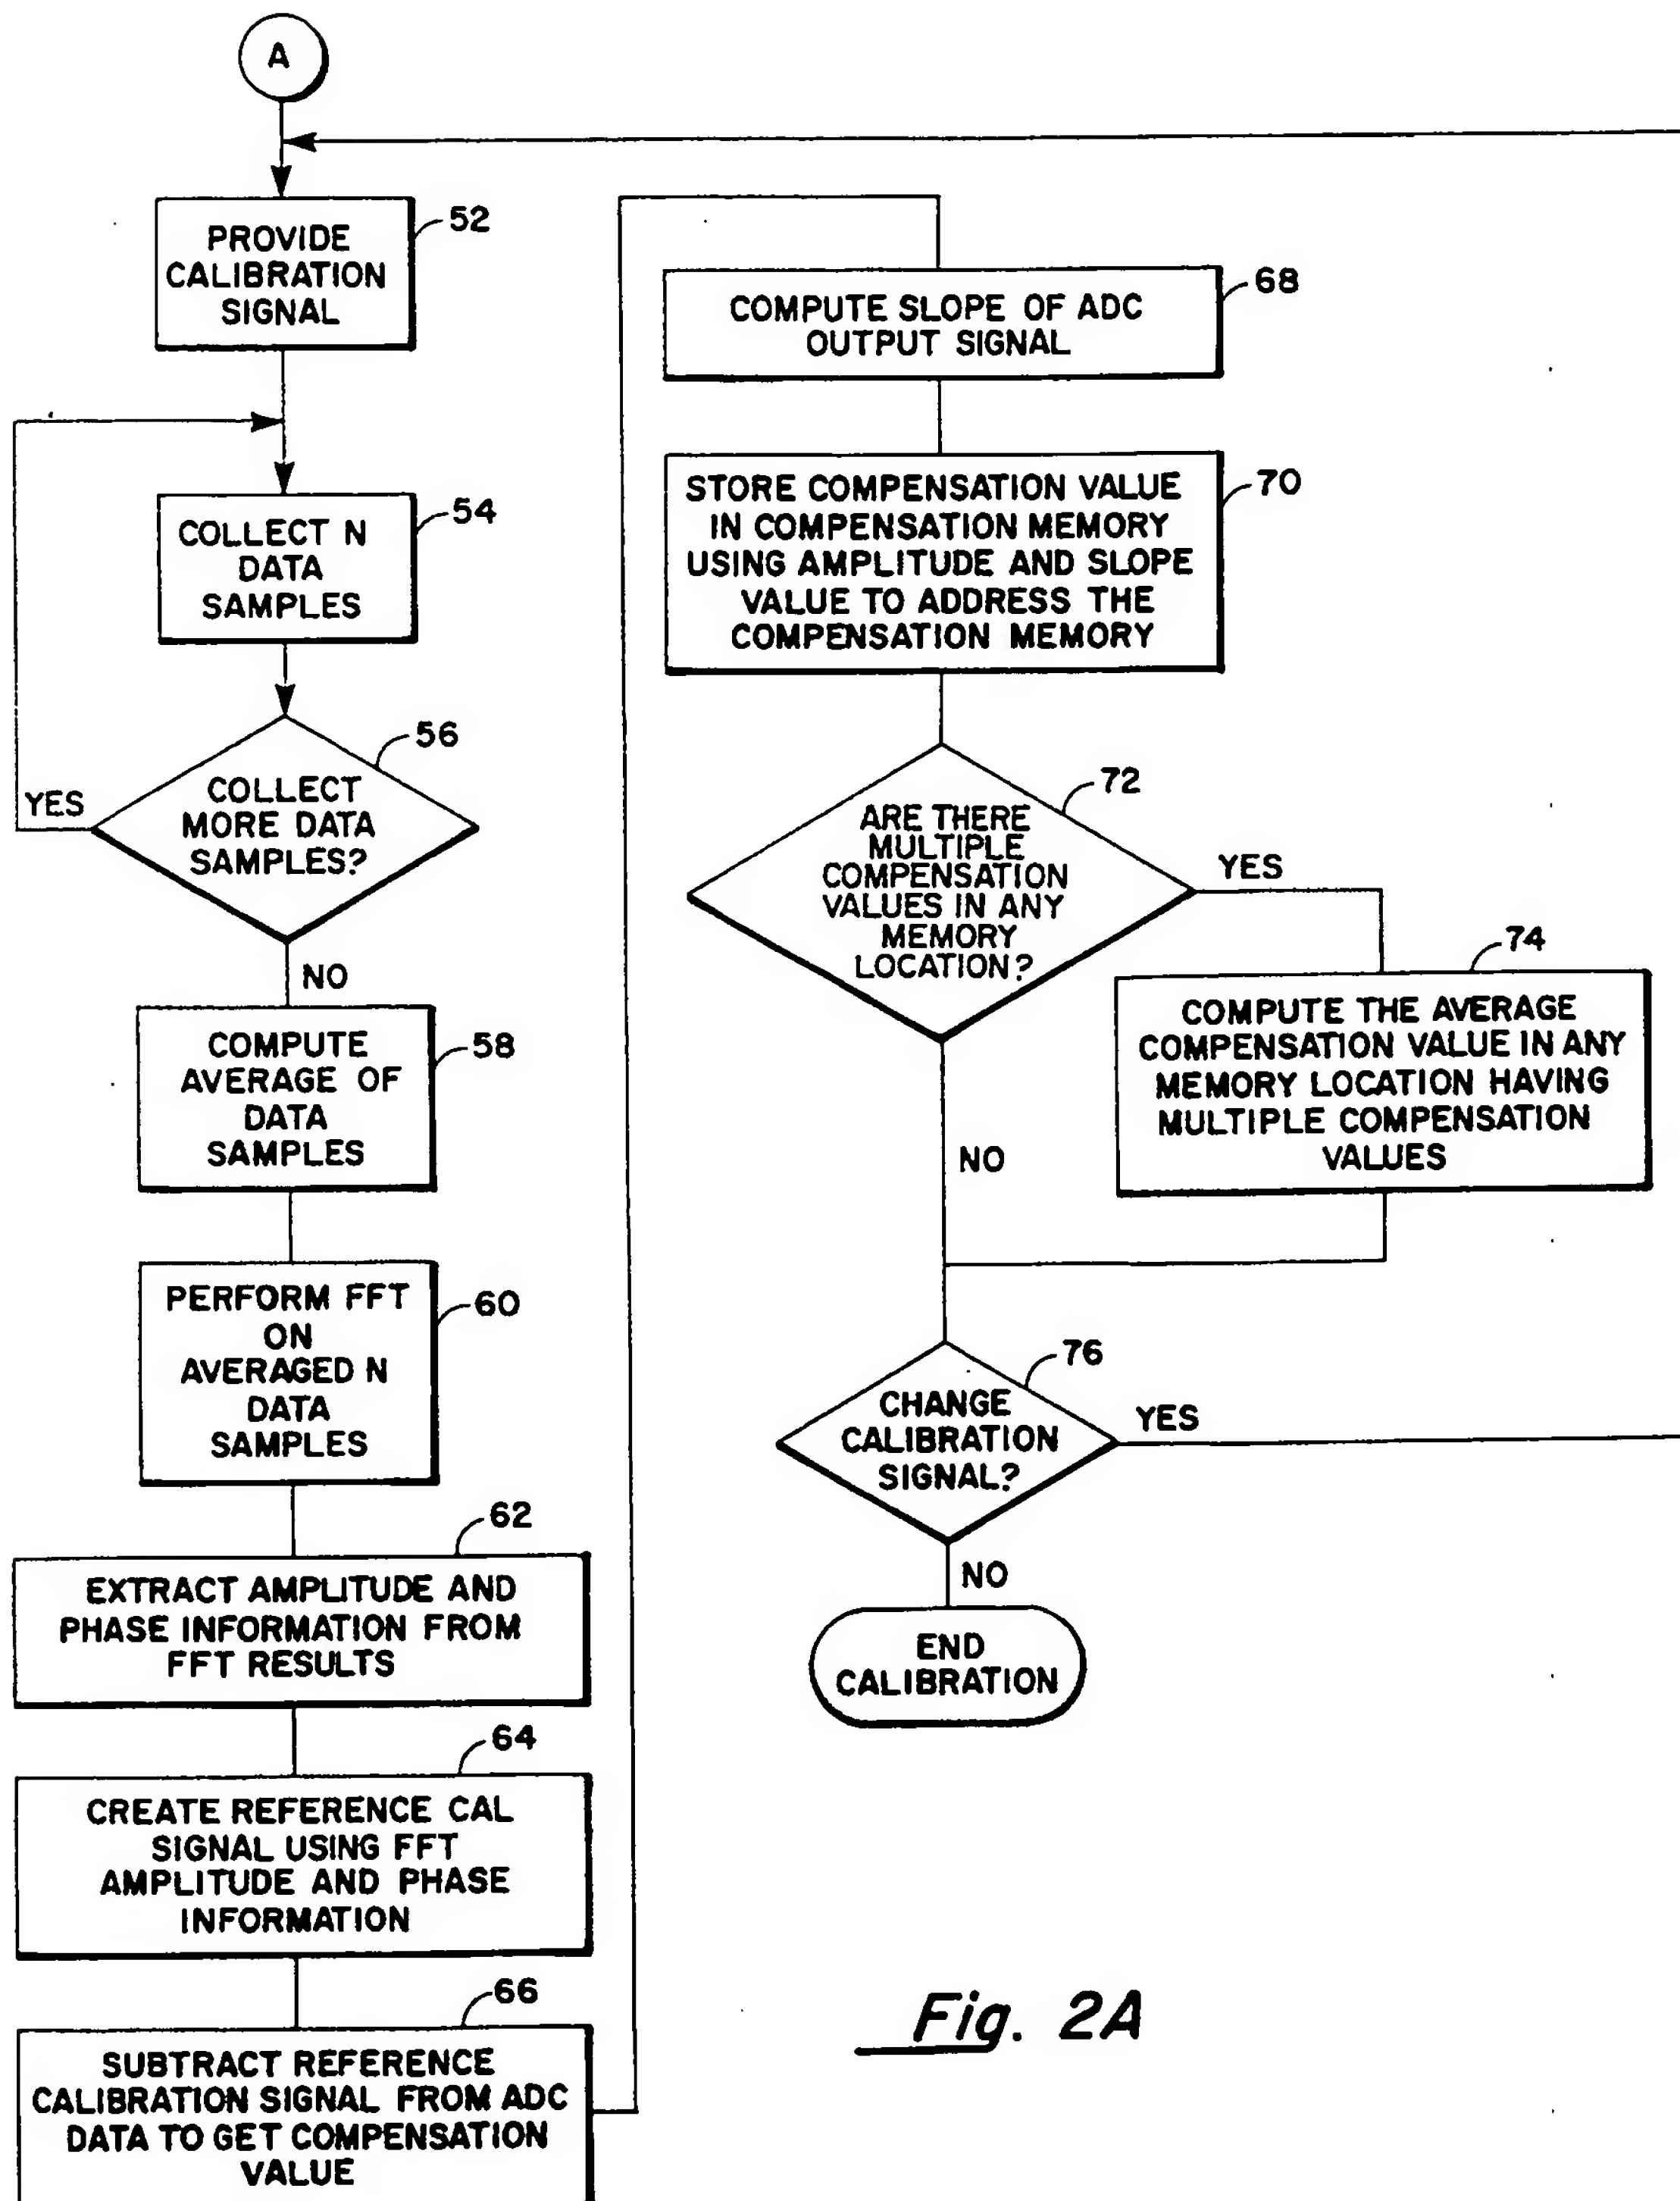 A
PROVIDE
CALIBRATION
SIGNAL
52
COLLECT N
DATA
SAMPLES
54
COLLECT
MORE DATA
SAMPLES?
56
YES
NO
COMPUTE
AVERAGE OF
DATA
SAMPLES
58
PERFORM FFT
ON
AVERAGED N
DATA
SAMPLES
60
62
EXTRACT AMPLITUDE AND
PHASE INFORMATION FROM
FFT RESULTS
64
CREATE REFERENCE CAL
SIGNAL USING FFT
AMPLITUDE AND PHASE
INFORMATION
66
SUBTRACT REFERENCE
CALIBRATION SIGNAL FROM ADC
DATA TO GET COMPENSATION
VALUE
68
COMPUTE SLOPE OF ADC
OUTPUT SIGNAL
70
STORE COMPENSATION VALUE
IN COMPENSATION MEMORY
USING AMPLITUDE AND SLOPE
VALUE TO ADDRESS THE
COMPENSATION MEMORY
72
ARE THERE
MULTIPLE
COMPENSATION
VALUES IN ANY
MEMORY
LOCATION?
YES
74
COMPUTE THE AVERAGE
COMPENSATION VALUE IN ANY
MEMORY LOCATION HAVING
MULTIPLE COMPENSATION
VALUES
NO
76
CHANGE
CALIBRATION
SIGNAL?
YES
NO
END
CALIBRATION
Fig. 2A